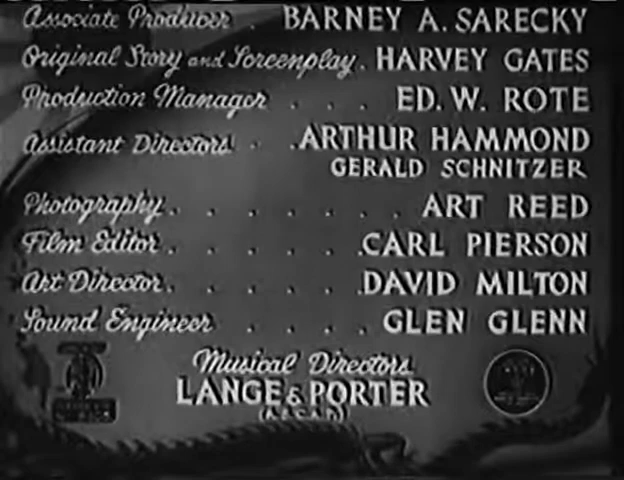 Associate Producer . BARNEY A. SARECKY
Original Story and Screenplay . HARVEY GATES
Production Manager . . . ED. W. ROTE
Assistant Directors . . ARTHUR HAMMOND
GERALD SCHNITZER
Photography . . . . . . . ART REED
Film Editor . . . . . . CARL PIERSON
Art Director . . . . . . DAVID MILTON
Sound Engineer . . . . GLEN GLENN
Musical Directors
LANGE & PORTER
(A.S.C.A.P.)